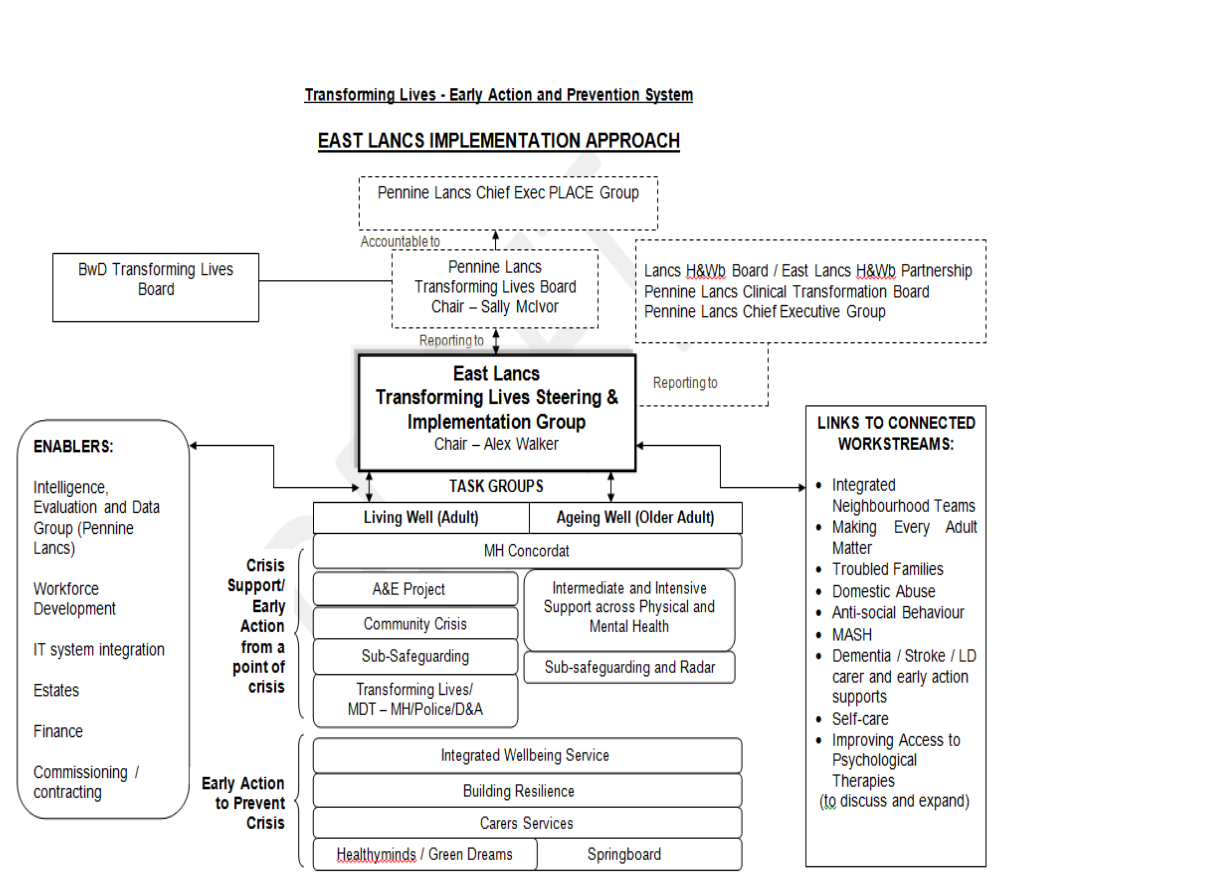 Transforming Lives - Early Action and Prevention System
EAST LANCS IMPLEMENTATION APPROACH
Pennine Lancs Chief Exec PLACE Group
Accountable to
BwD Transforming Lives
Board
Pennine Lancs
Transforming Lives Board
Chair – Sally McIvor
Lancs H&Wb Board / East Lancs H&Wb Partnership
Pennine Lancs Clinical Transformation Board
Pennine Lancs Chief Executive Group
Reporting to
East Lancs
Transforming Lives Steering &
Implementation Group
Chair – Alex Walker
Reporting to
ENABLERS:
Intelligence,
Evaluation and Data
Group (Pennine
Lancs)
Workforce
Development
IT system integration
Estates
Finance
Commissioning /
contracting
TASK GROUPS
Living Well (Adult)
Ageing Well (Older Adult)
MH Concordat
Crisis
Support/
Early
Action
from a
point of
crisis
A&E Project
Community Crisis
Sub-Safeguarding
Transforming Lives/
MDT – MH/Police/D&A
Intermediate and Intensive
Support across Physical and
Mental Health
Sub-safeguarding and Radar
Early Action
to Prevent
Crisis
Integrated Wellbeing Service
Building Resilience
Carers Services
Healthyminds / Green Dreams
Springboard
LINKS TO CONNECTED
WORKSTREAMS:
• Integrated
Neighbourhood Teams
• Making Every Adult
Matter
• Troubled Families
• Domestic Abuse
• Anti-social Behaviour
• MASH
• Dementia / Stroke / LD
carer and early action
supports
• Self-care
• Improving Access to
Psychological
Therapies
(to discuss and expand)